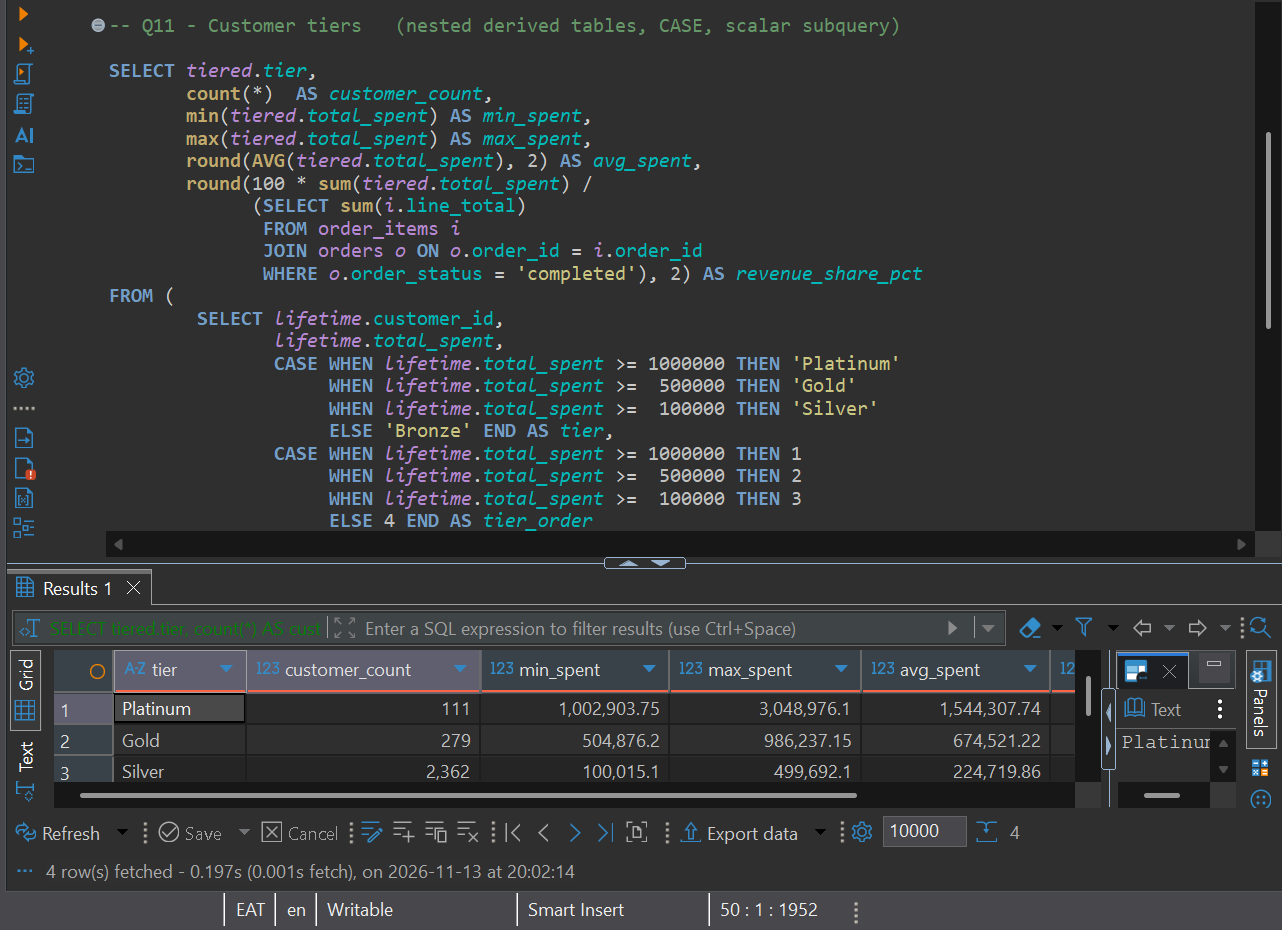 -- Q11 - Customer tiers   (nested derived tables, CASE, scalar subquery)
SELECT tiered.tier,
       count(*)  AS customer_count,
       min(tiered.total_spent) AS min_spent,
       max(tiered.total_spent) AS max_spent,
       round(AVG(tiered.total_spent), 2) AS avg_spent,
       round(100 * sum(tiered.total_spent) /
             (SELECT sum(i.line_total)
              FROM order_items i
              JOIN orders o ON o.order_id = i.order_id
              WHERE o.order_status = 'completed'), 2) AS revenue_share_pct
FROM (
        SELECT lifetime.customer_id,
               lifetime.total_spent,
               CASE WHEN lifetime.total_spent >= 1000000 THEN 'Platinum'
                    WHEN lifetime.total_spent >=  500000 THEN 'Gold'
                    WHEN lifetime.total_spent >=  100000 THEN 'Silver'
                    ELSE 'Bronze' END AS tier,
               CASE WHEN lifetime.total_spent >= 1000000 THEN 1
                    WHEN lifetime.total_spent >=  500000 THEN 2
                    WHEN lifetime.total_spent >=  100000 THEN 3
                    ELSE 4 END AS tier_order
AI
Results 1
SELECT tiered.tier, count(*) AS cust Enter a SQL expression to filter results (use Ctrl+Space)
Grid
Text
A-Z tier 123 customer_count 123 min_spent 123 max_spent 123 avg_spent 12
1 Platinum 111 1,002,903.75 3,048,976.1 1,544,307.74
2 Gold 279 504,876.2 986,237.15 674,521.22
3 Silver 2,362 100,015.1 499,692.1 224,719.86
Text
Platinum
Panels
Refresh Save Cancel Export data 10000 4
4 row(s) fetched - 0.197s (0.001s fetch), on 2026-11-13 at 20:02:14
EAT en Writable Smart Insert 50 : 1 : 1952